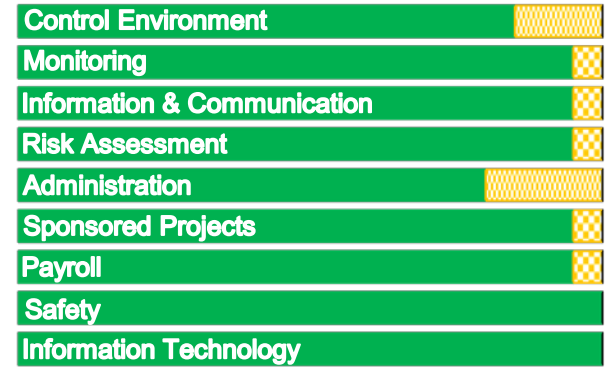 Control Environment
Monitoring
Information & Communication
Risk Assessment
Administration
Sponsored Projects
Payroll
Safety
Information Technology